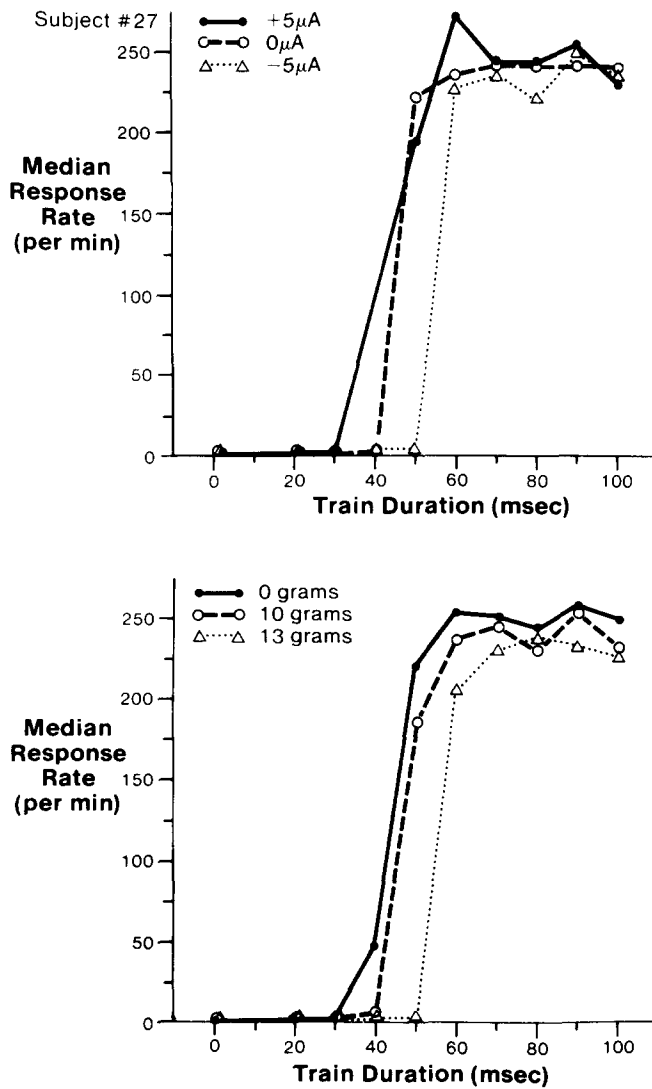 Subject #27
+5μA
0μA
−5μA
250
200
150
100
50
0
Median
Response
Rate
(per min)
0 20 40 60 80 100
Train Duration (msec)
0 grams
10 grams
13 grams
250
200
150
100
50
0
Median
Response
Rate
(per min)
0 20 40 60 80 100
Train Duration (msec)